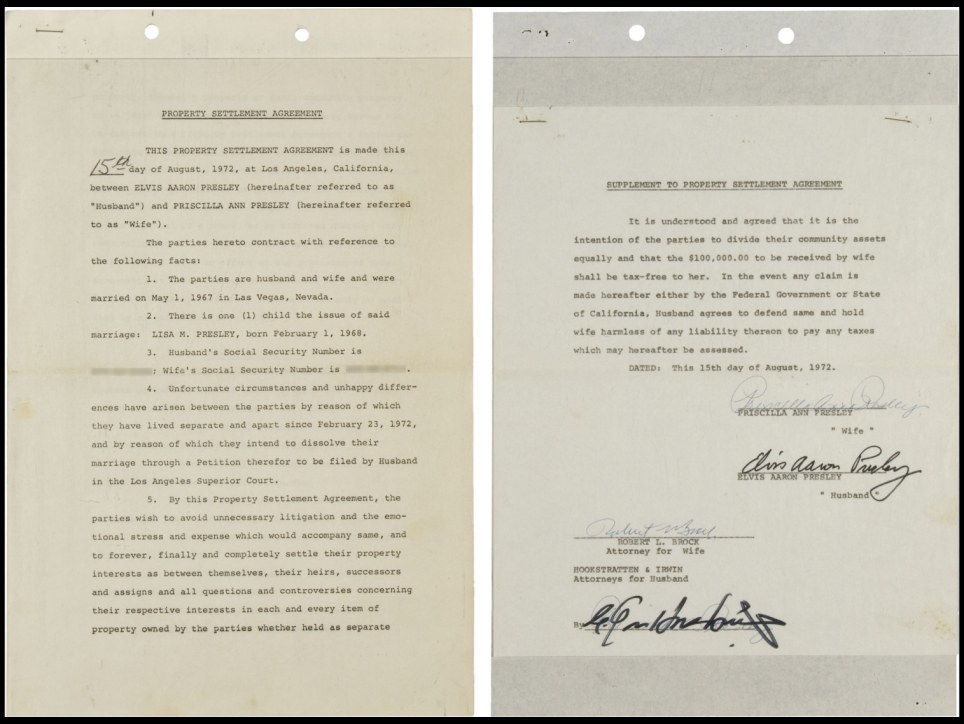 PROPERTY SETTLEMENT AGREEMENT
THIS PROPERTY SETTLEMENT AGREEMENT is made this
15th day of August, 1972, at Los Angeles, California,
between ELVIS AARON PRESLEY (hereinafter referred to as
"Husband") and PRISCILLA ANN PRESLEY (hereinafter referred
to as "Wife").
The parties hereto contract with reference to
the following facts:
1. The parties are husband and wife and were
married on May 1, 1967 in Las Vegas, Nevada.
2. There is one (1) child the issue of said
marriage: LISA M. PRESLEY, born February 1, 1968.
3. Husband's Social Security Number is
: Wife's Social Security Number is .
4. Unfortunate circumstances and unhappy differ-
ences have arisen between the parties by reason of which
they have lived separate and apart since February 23, 1972,
and by reason of which they intend to dissolve their
marriage through a Petition therefor to be filed by Husband
in the Los Angeles Superior Court.
5. By this Property Settlement Agreement, the
parties wish to avoid unnecessary litigation and the emo-
tional stress and expense which would accompany same, and
to forever, finally and completely settle their property
interests as between themselves, their heirs, successors
and assigns and all questions and controversies concerning
their respective interests in each and every item of
property owned by the parties whether held as separate
SUPPLEMENT TO PROPERTY SETTLEMENT AGREEMENT
It is understood and agreed that it is the
intention of the parties to divide their community assets
equally and that the $100,000.00 to be received by wife
shall be tax-free to her. In the event any claim is
made hereafter either by the Federal Government or State
of California, Husband agrees to defend same and hold
wife harmless of any liability thereon to pay any taxes
which may hereafter be assessed.
DATED: This 15th day of August, 1972.
Priscilla Ann Presley
PRISCILLA ANN PRESLEY
" Wife "
Elvis Aaron Presley
ELVIS AARON PRESLEY
" Husband "
ROBERT L. BROCK
Attorney for Wife
HOOKSTRATTEN & IRWIN
Attorneys for Husband
By